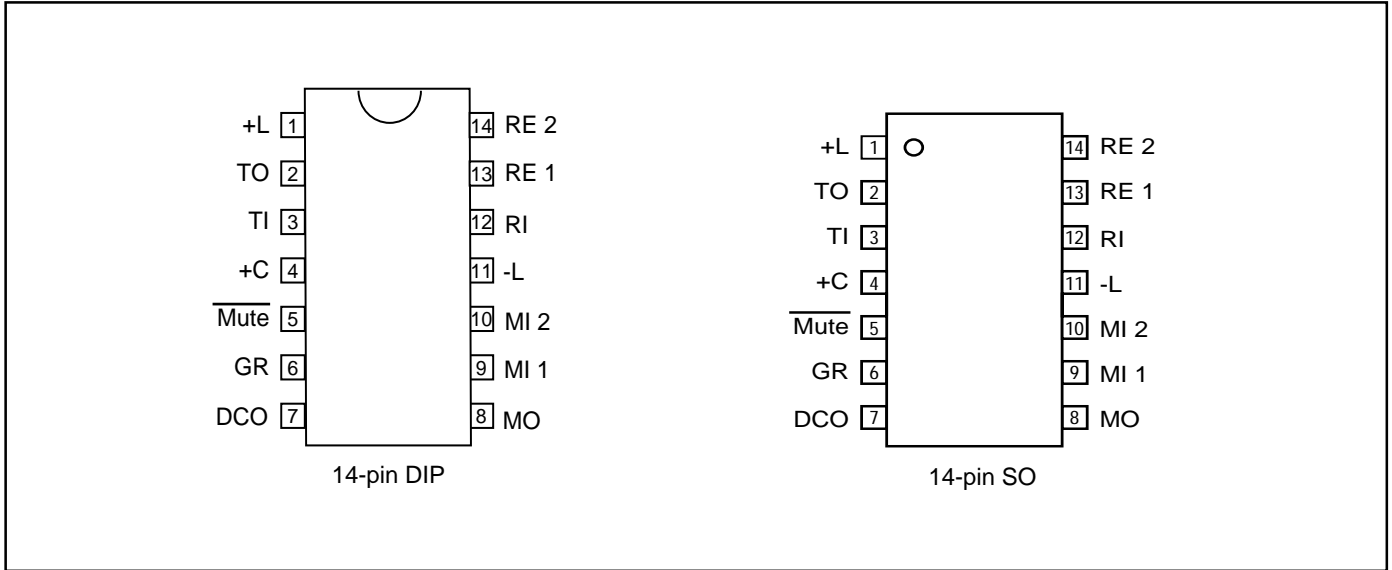 +L 1
TO 2
TI 3
+C 4
Mute 5
GR 6
DCO 7
14 RE 2
13 RE 1
12 RI
11 -L
10 MI 2
9 MI 1
8 MO
14-pin DIP
+L 1
TO 2
TI 3
+C 4
Mute 5
GR 6
DCO 7
14 RE 2
13 RE 1
12 RI
11 -L
10 MI 2
9 MI 1
8 MO
14-pin SO